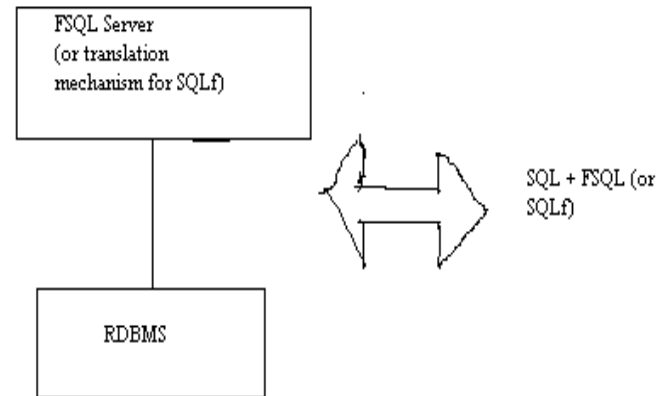 FSQL Server
(or translation
mechanism for SQLf)
SQL + FSQL (or
SQLf)
RDBMS